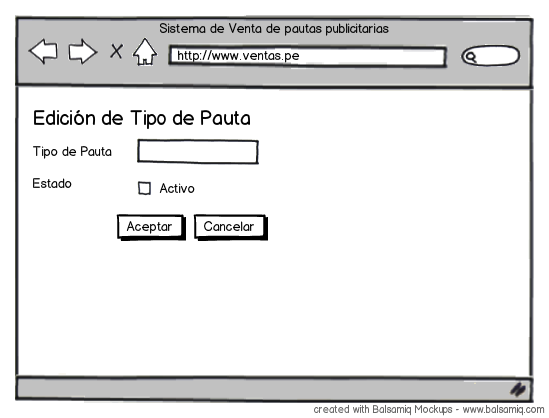 Sistema de Venta de pautas publicitarias
http://www.ventas.pe
Edición de Tipo de Pauta
Tipo de Pauta
Estado
Activo
Aceptar Cancelar
created with Balsamiq Mockups - www.balsamiq.com